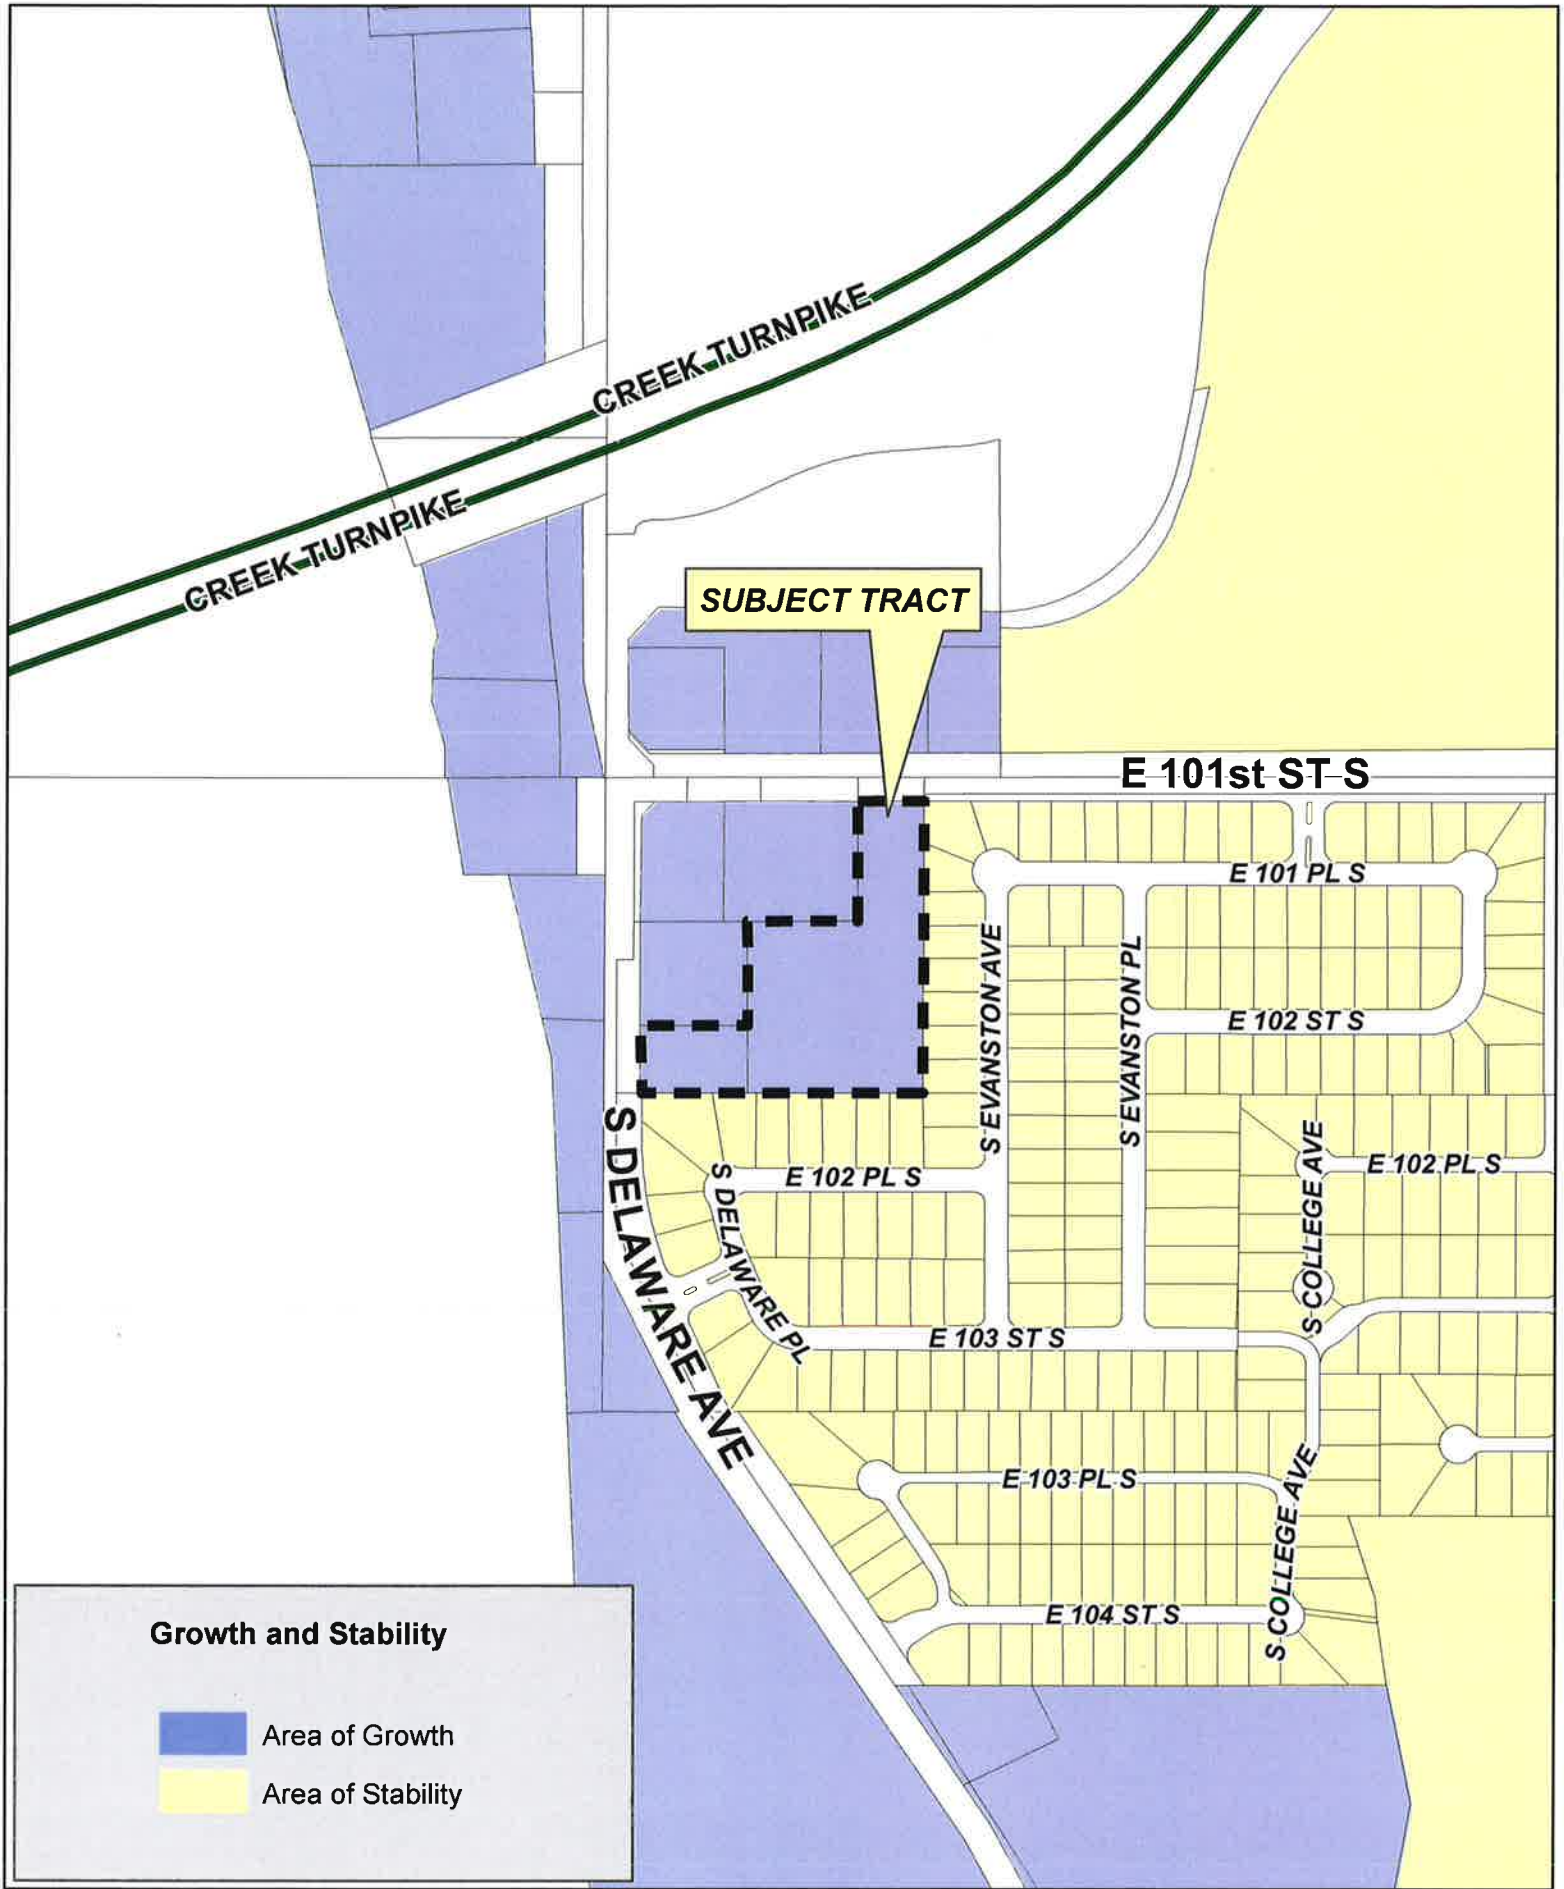 CREEK TURNPIKE
CREEK TURNPIKE
SUBJECT TRACT
E 101st ST S
E 101 PL S
S EVANSTON AVE
S EVANSTON PL
E 102 ST S
S DELAWARE AVE
S DELAWARE PL
E 102 PL S
S COLLEGE AVE
E 102 PL S
E 103 ST S
E 103 PL S
S COLLEGE AVE
E 104 ST S
Growth and Stability
Area of Growth
Area of Stability